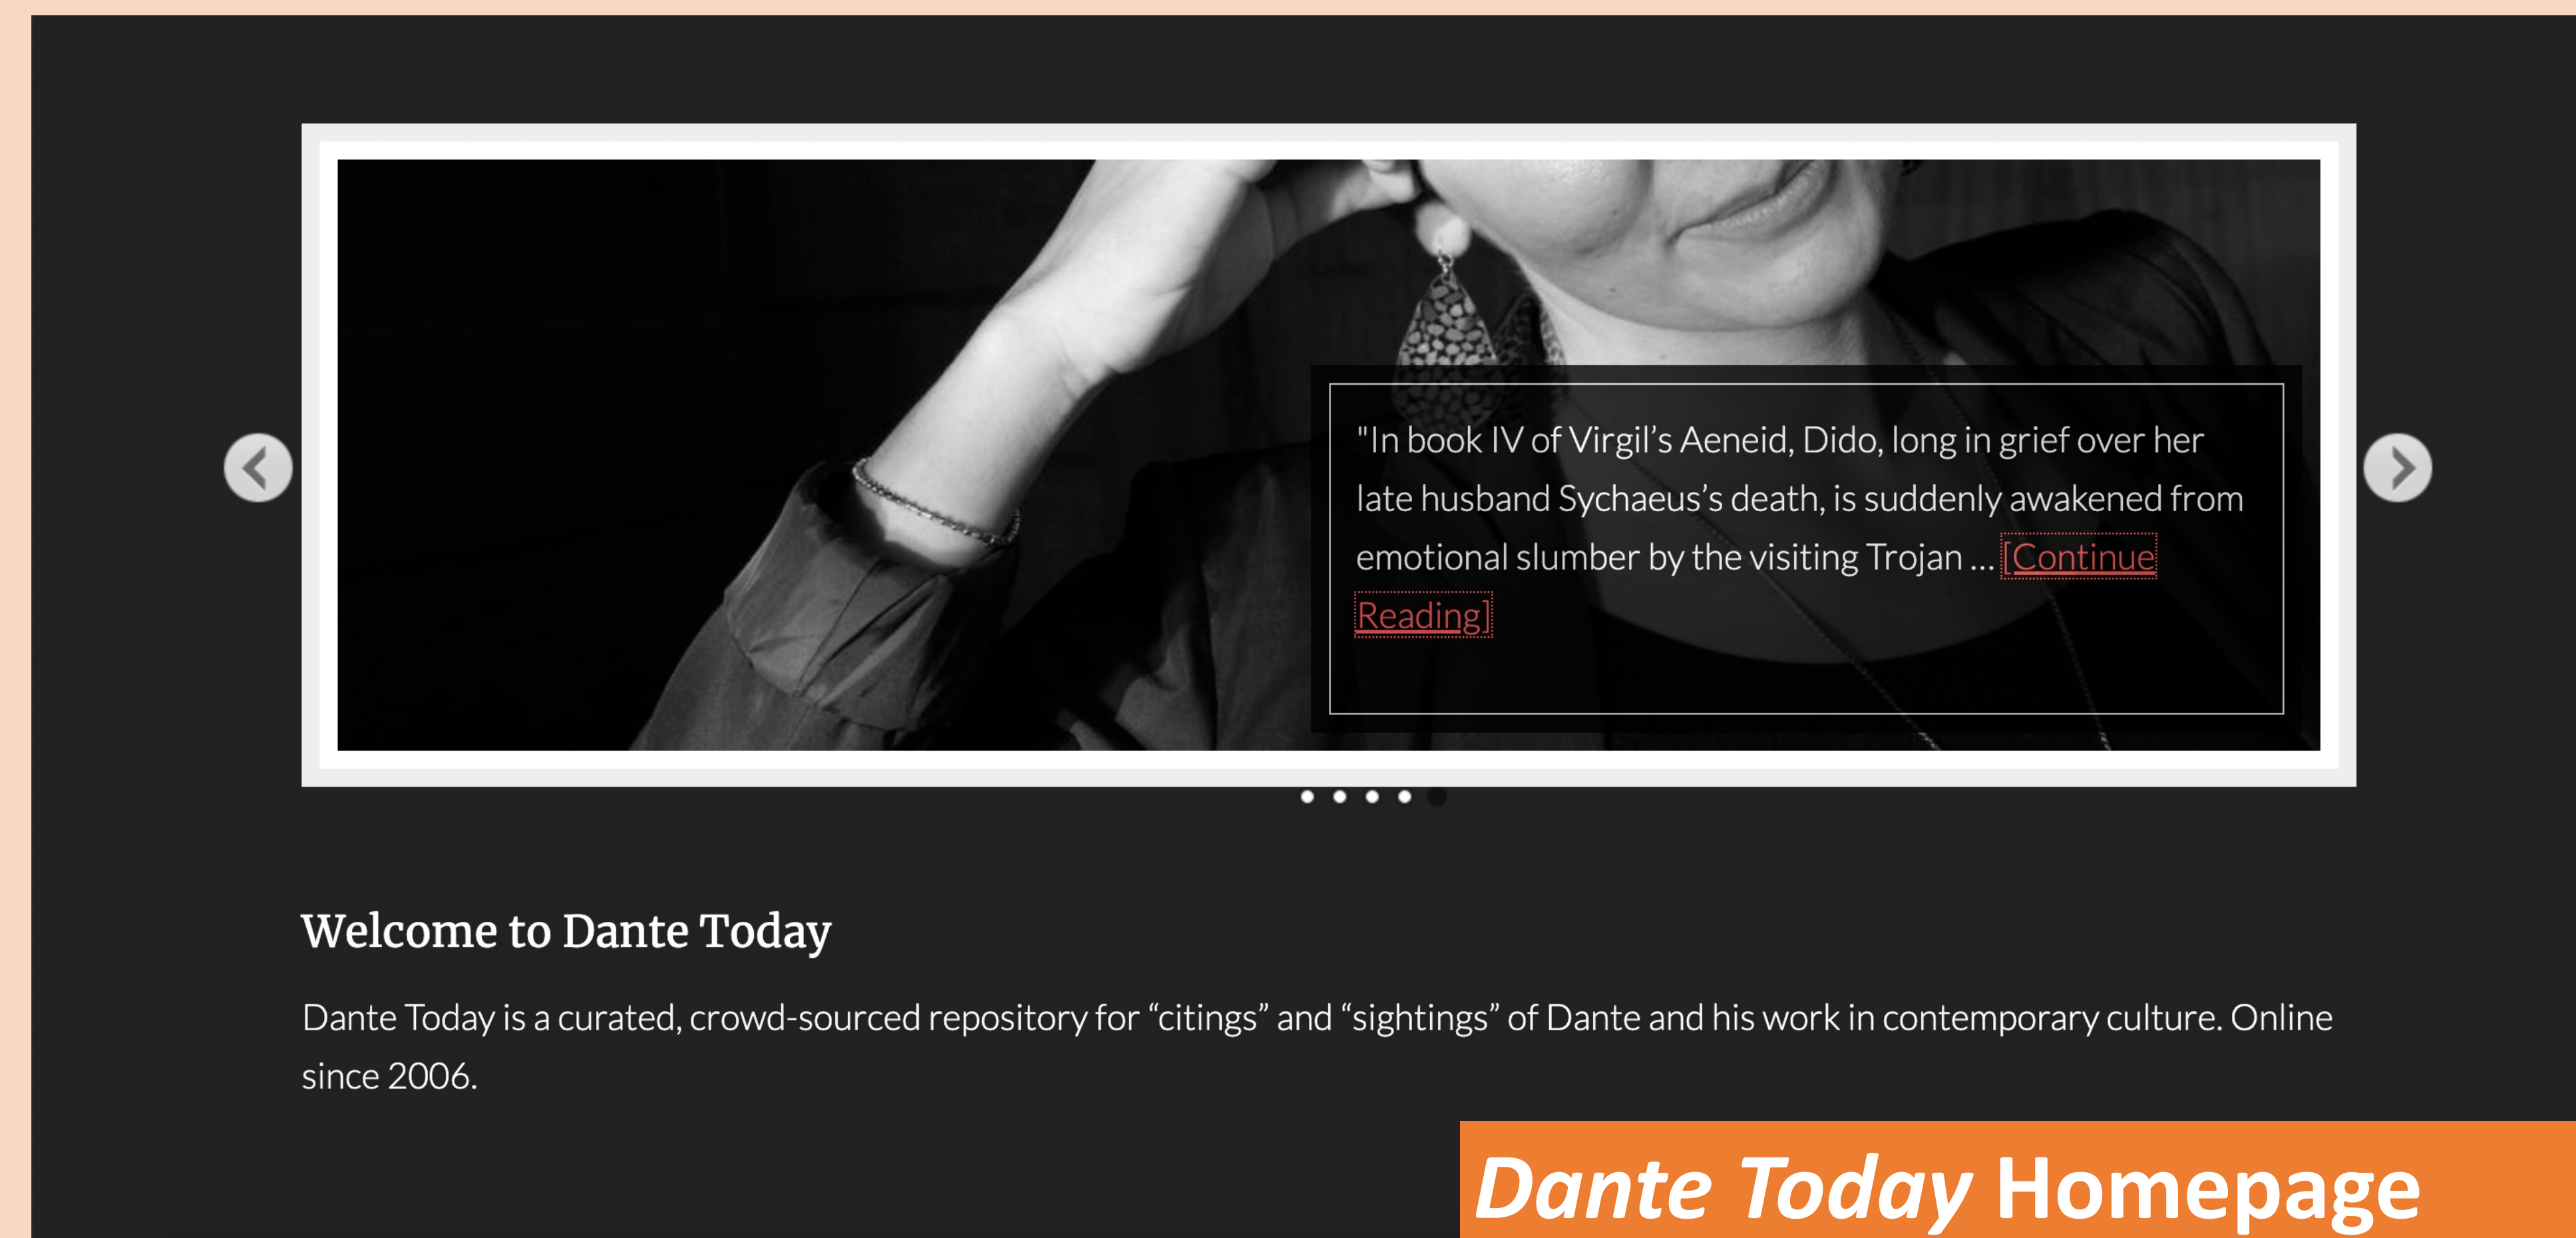 "In book IV of Virgil’s Aeneid, Dido, long in grief over her
late husband Sychaeus’s death, is suddenly awakened from
emotional slumber by the visiting Trojan ... [Continue
Reading]
Welcome to Dante Today
Dante Today is a curated, crowd-sourced repository for “citings” and “sightings” of Dante and his work in contemporary culture. Online
since 2006.
Dante Today Homepage